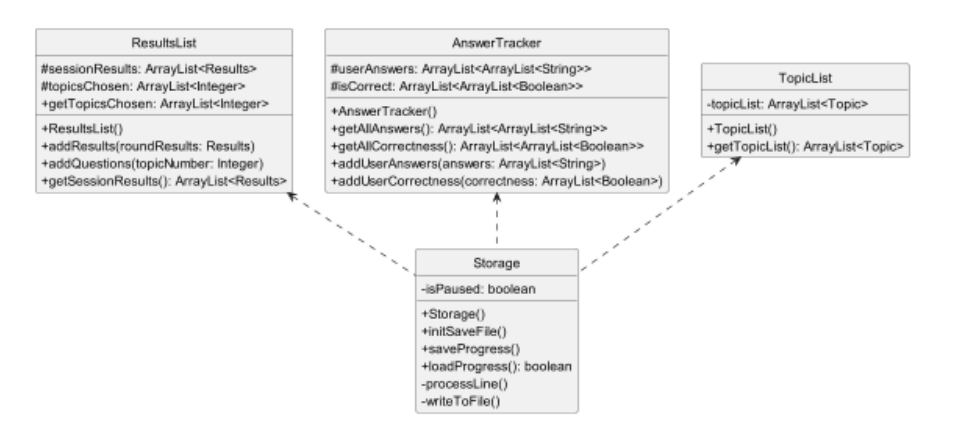 ResultsList
#sessionResults: ArrayList<Results>
#topicsChosen: ArrayList<Integer>
+getTopicsChosen: ArrayList<Integer>
+ResultsList()
+addResults(roundResults: Results)
+addQuestions(topicNumber: Integer)
+getSessionResults(): ArrayList<Results>
AnswerTracker
#userAnswers: ArrayList<ArrayList<String>>
#isCorrect: ArrayList<ArrayList<Boolean>>
+AnswerTracker()
+getAllAnswers(): ArrayList<ArrayList<String>>
+getAllCorrectness(): ArrayList<ArrayList<Boolean>>
+addUserAnswers(answers: ArrayList<String>)
+addUserCorrectness(correctness: ArrayList<Boolean>)
TopicList
-topicList: ArrayList<Topic>
+TopicList()
+getTopicList(): ArrayList<Topic>
Storage
-isPaused: boolean
+Storage()
+initSaveFile()
+saveProgress()
+loadProgress(): boolean
-processLine()
-writeToFile()